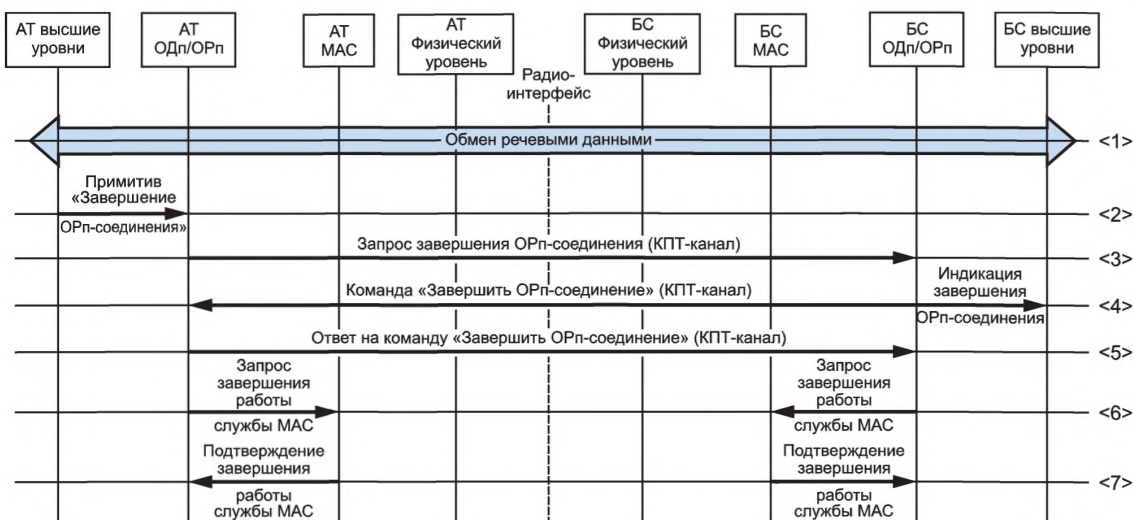 АТ высшие
уровни
АТ
ОДп/ОРп
АТ
МАС
АТ
Физический
уровень
БС
Физический
уровень
БС
МАС
БС
ОДп/ОРп
БС высшие
уровни
Радио-
интерфейс
Обмен речевыми данными
<1>
Примитив
«Завершение
ОРп-соединения»
<2>
Запрос завершения ОРп-соединения (КПТ-канал)
<3>
Команда «Завершить ОРп-соединение» (КПТ-канал)
Индикация
завершения
ОРп-соединения
<4>
Ответ на команду «Завершить ОРп-соединение» (КПТ-канал)
<5>
Запрос
завершения
работы
службы МАС
Запрос
завершения
работы
службы МАС
<6>
Подтверждение
завершения
работы
службы МАС
Подтверждение
завершения
работы
службы МАС
<7>